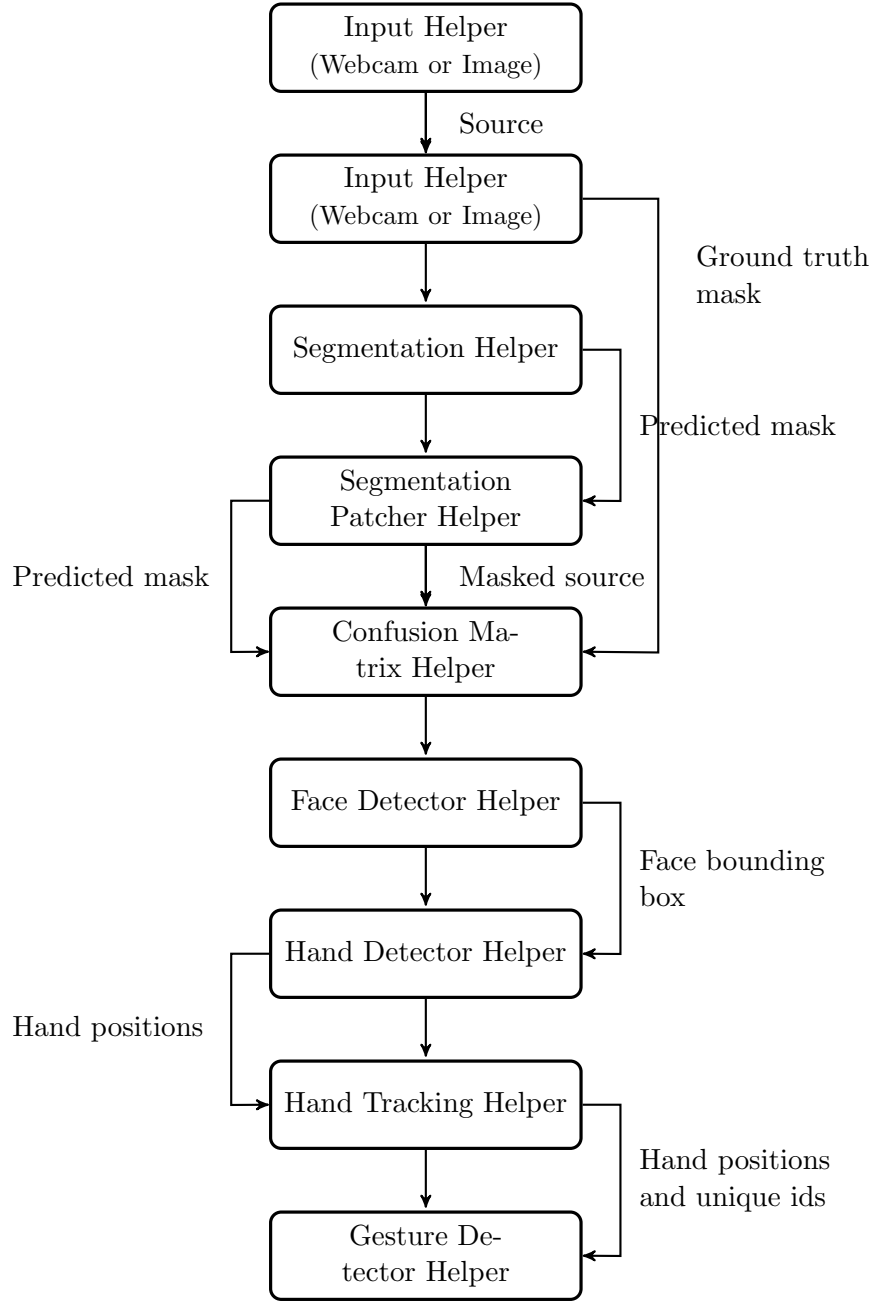 Input Helper
(Webcam or Image)
Source
Input Helper
(Webcam or Image)
Ground truth
mask
Segmentation Helper
Predicted mask
Segmentation
Patcher Helper
Predicted mask
Masked source
Confusion Ma-
trix Helper
Face Detector Helper
Face bounding
box
Hand Detector Helper
Hand positions
Hand Tracking Helper
Hand positions
and unique ids
Gesture De-
tector Helper